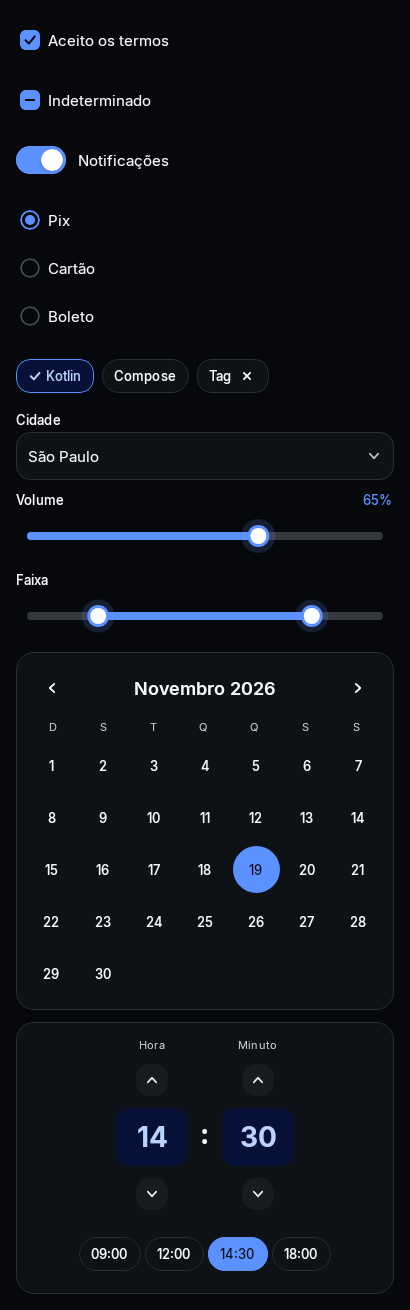 Aceito os termos
Indeterminado
Notificações
Pix
Cartão
Boleto
Kotlin Compose Tag
Cidade
São Paulo
Volume 65%
Faixa
Novembro 2026
D S T Q Q S S
1 2 3 4 5 6 7
8 9 10 11 12 13 14
15 16 17 18 19 20 21
22 23 24 25 26 27 28
29 30
Hora Minuto
14 : 30
09:00 12:00 14:30 18:00